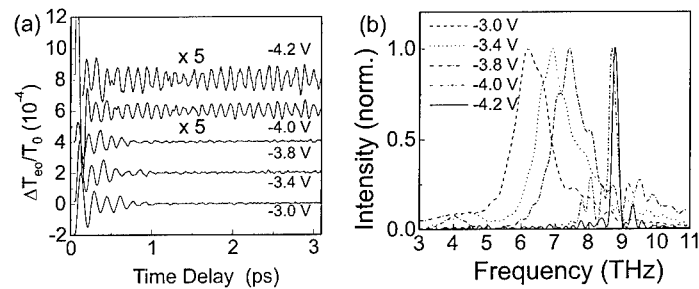 (a)
12
10
8
6
4
2
0
-2
ΔT_eo/T_0 (10^-4)
x 5
-4.2 V
x 5
-4.0 V
-3.8 V
-3.4 V
-3.0 V
0 1 2 3
Time Delay (ps)
(b)
-3.0 V
-3.4 V
-3.8 V
-4.0 V
-4.2 V
1.0
0.5
0.0
Intensity (norm.)
3 4 5 6 7 8 9 10 11
Frequency (THz)